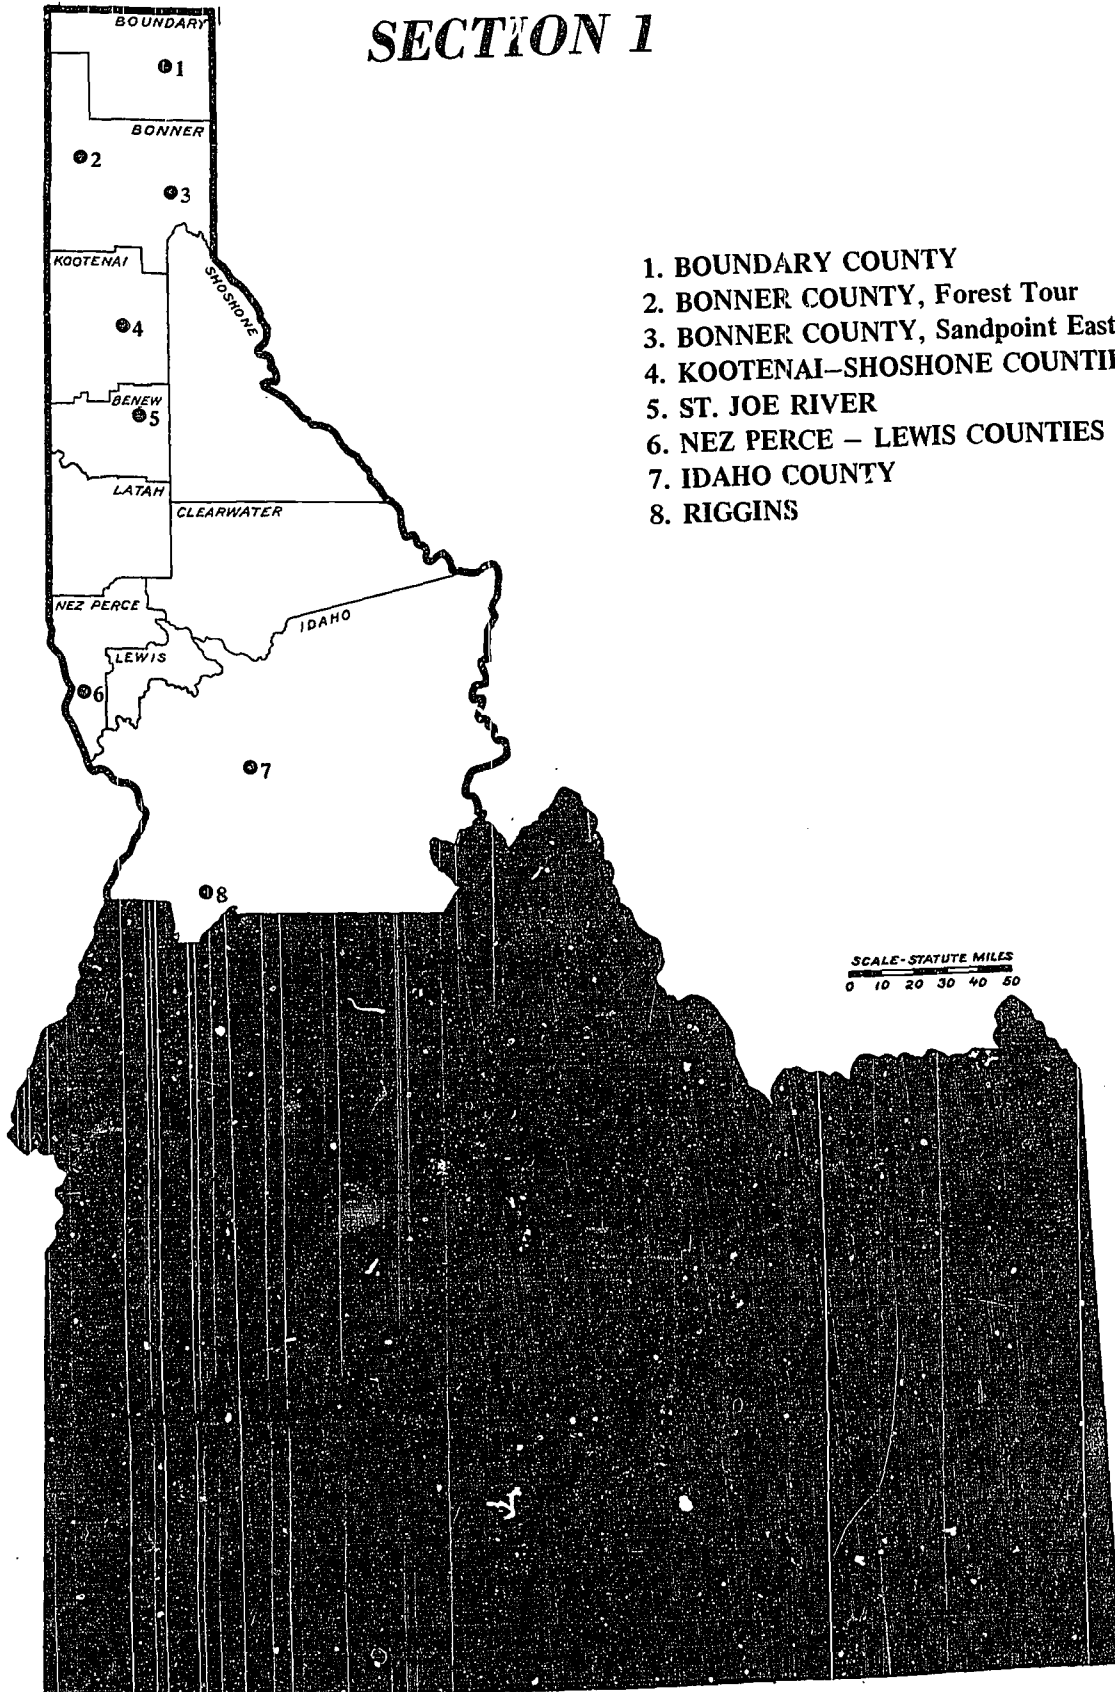 SECTION 1
BOUNDARY
1
BONNER
2
3
KOOTENAI
SHOSHONE
4
BENEW
5
LATAH
CLEARWATER
NEZ PERCE
IDAHO
LEWIS
6
7
8
1. BOUNDARY COUNTY
2. BONNER COUNTY, Forest Tour
3. BONNER COUNTY, Sandpoint East
4. KOOTENAI–SHOSHONE COUNTIE
5. ST. JOE RIVER
6. NEZ PERCE – LEWIS COUNTIES
7. IDAHO COUNTY
8. RIGGINS
SCALE-STATUTE MILES
0 10 20 30 40 50